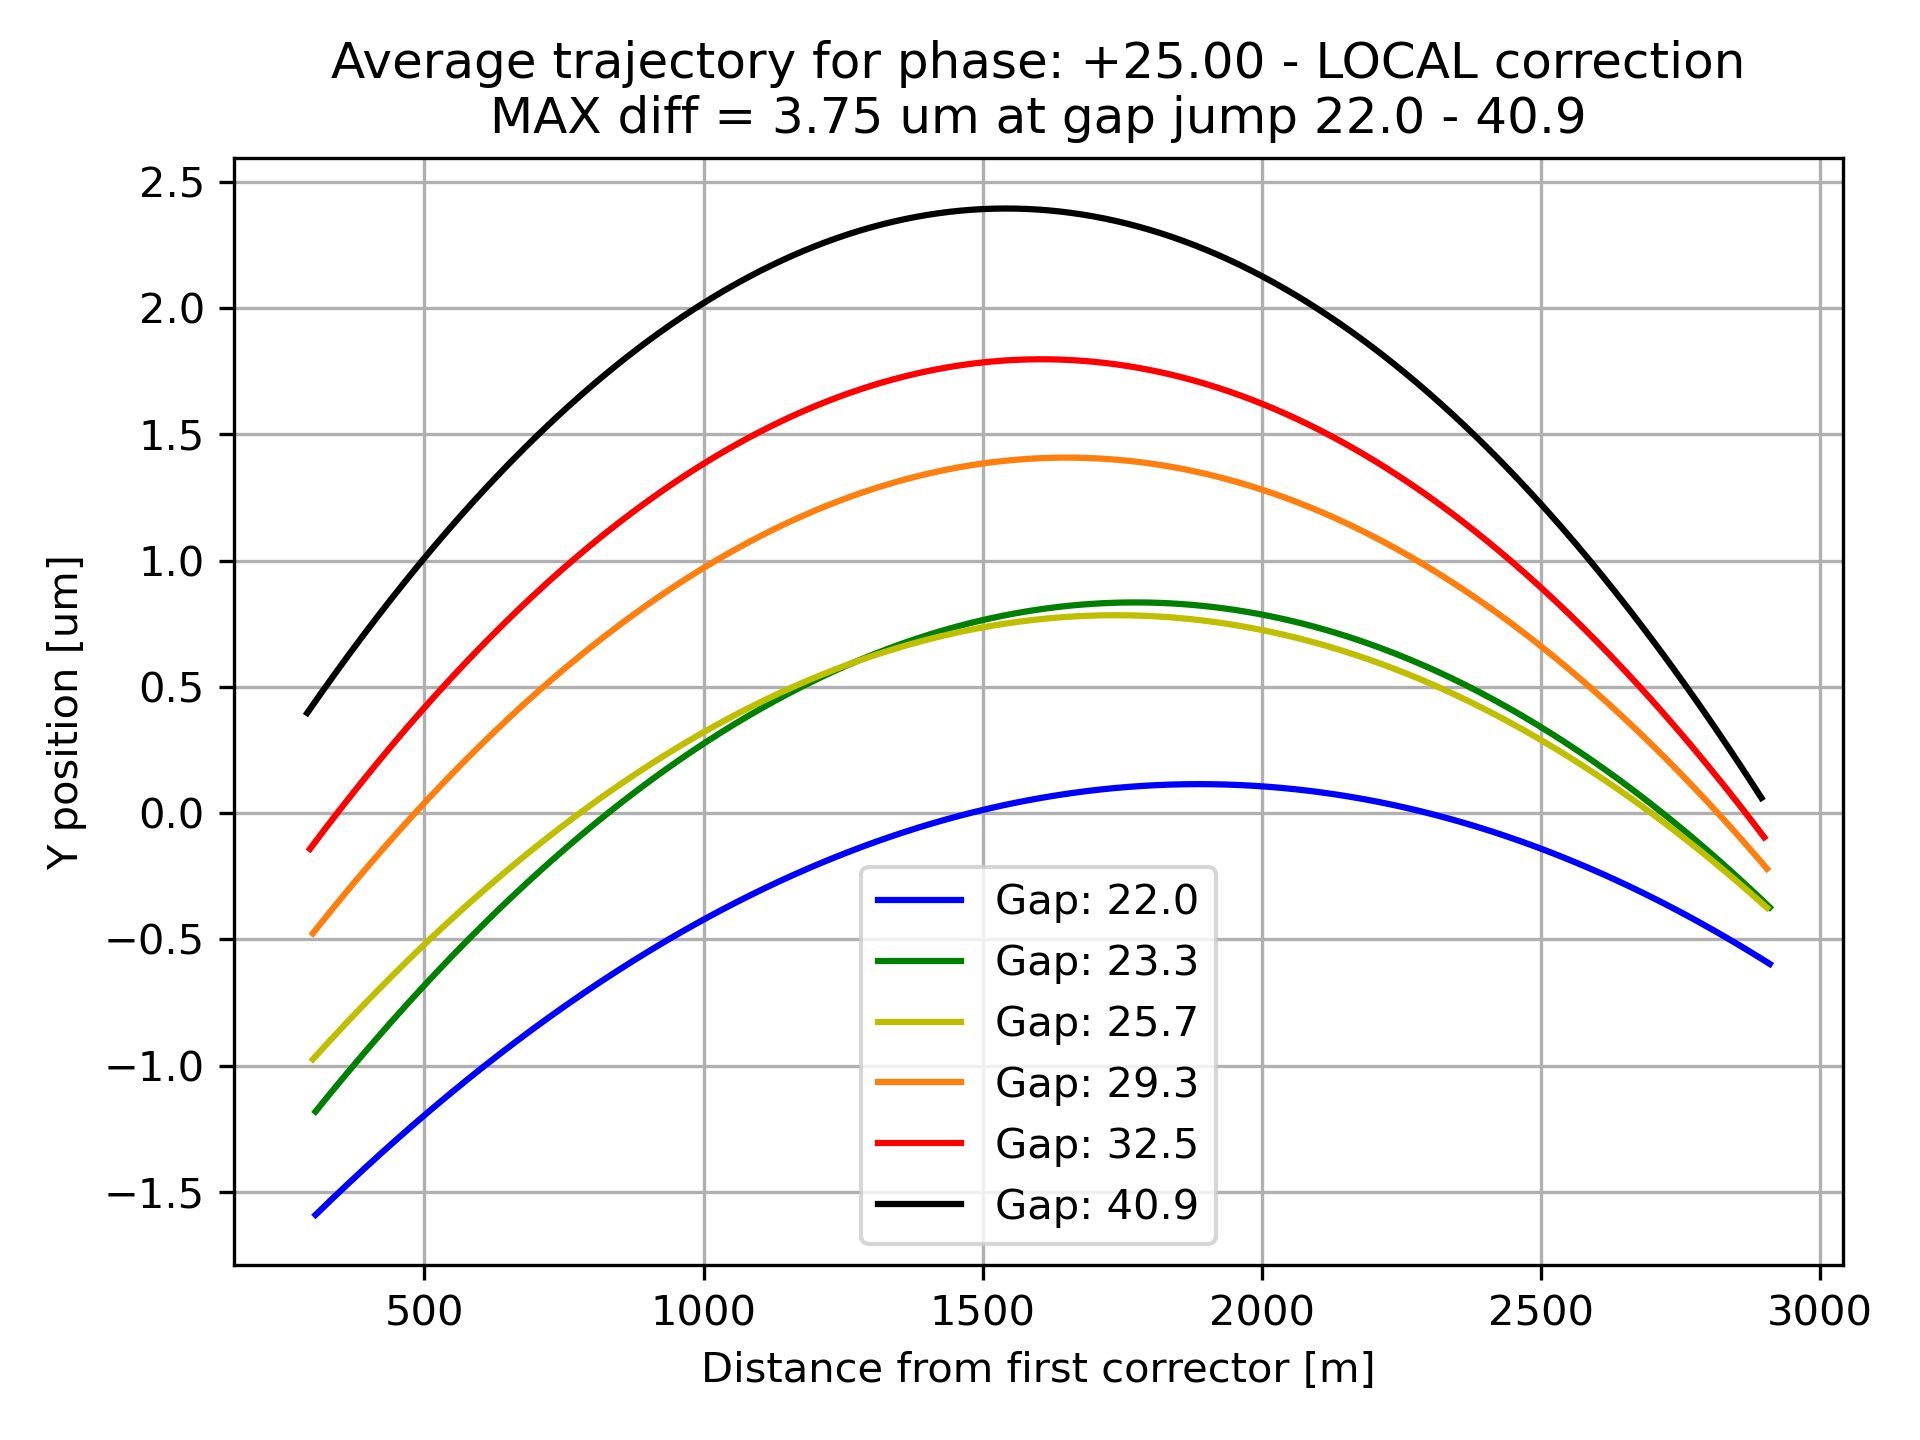 Average trajectory for phase: +25.00 - LOCAL correction
MAX diff = 3.75 um at gap jump 22.0 - 40.9
2.5
2.0
1.5
1.0
0.5
0.0
−0.5
−1.0
−1.5
Y position [um]
Gap: 22.0
Gap: 23.3
Gap: 25.7
Gap: 29.3
Gap: 32.5
Gap: 40.9
500 1000 1500 2000 2500 3000
Distance from first corrector [m]